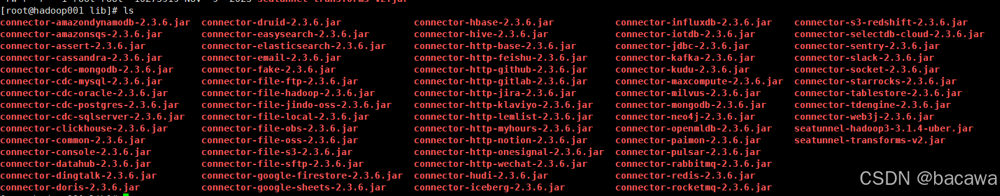 [root@hadoop001 lib]# ls
connector-amazondynamodb-2.3.6.jar connector-druid-2.3.6.jar connector-hbase-2.3.6.jar connector-influxdb-2.3.6.jar connector-s3-redshift-2.3.6.jar
connector-amazonsqs-2.3.6.jar connector-easysearch-2.3.6.jar connector-hive-2.3.6.jar connector-iotdb-2.3.6.jar connector-selectdb-cloud-2.3.6.jar
connector-assert-2.3.6.jar connector-elasticsearch-2.3.6.jar connector-http-base-2.3.6.jar connector-jdbc-2.3.6.jar connector-sentry-2.3.6.jar
connector-cassandra-2.3.6.jar connector-email-2.3.6.jar connector-http-feishu-2.3.6.jar connector-kafka-2.3.6.jar connector-slack-2.3.6.jar
connector-cdc-mongodb-2.3.6.jar connector-fake-2.3.6.jar connector-http-github-2.3.6.jar connector-kudu-2.3.6.jar connector-socket-2.3.6.jar
connector-cdc-mysql-2.3.6.jar connector-file-ftp-2.3.6.jar connector-http-gitlab-2.3.6.jar connector-maxcompute-2.3.6.jar connector-starrocks-2.3.6.jar
connector-cdc-oracle-2.3.6.jar connector-file-hadoop-2.3.6.jar connector-http-jira-2.3.6.jar connector-milvus-2.3.6.jar connector-tablestore-2.3.6.jar
connector-cdc-postgres-2.3.6.jar connector-file-jindo-oss-2.3.6.jar connector-http-klaviyo-2.3.6.jar connector-mongodb-2.3.6.jar connector-tdengine-2.3.6.jar
connector-cdc-sqlserver-2.3.6.jar connector-file-local-2.3.6.jar connector-http-lemlist-2.3.6.jar connector-neo4j-2.3.6.jar connector-web3j-2.3.6.jar
connector-clickhouse-2.3.6.jar connector-file-obs-2.3.6.jar connector-http-myhours-2.3.6.jar connector-openmldb-2.3.6.jar seatunnel-hadoop3-3.1.4-uber.jar
connector-common-2.3.6.jar connector-file-oss-2.3.6.jar connector-http-notion-2.3.6.jar connector-paimon-2.3.6.jar seatunnel-transforms-v2.jar
connector-console-2.3.6.jar connector-file-s3-2.3.6.jar connector-http-onesignal-2.3.6.jar connector-pulsar-2.3.6.jar
connector-datahub-2.3.6.jar connector-file-sftp-2.3.6.jar connector-http-wechat-2.3.6.jar connector-rabbitmq-2.3.6.jar
connector-dingtalk-2.3.6.jar connector-google-firestore-2.3.6.jar connector-hudi-2.3.6.jar connector-redis-2.3.6.jar
connector-doris-2.3.6.jar connector-google-sheets-2.3.6.jar connector-iceberg-2.3.6.jar connector-rocketmq-2.3.6.jar
CSDN @bacawa